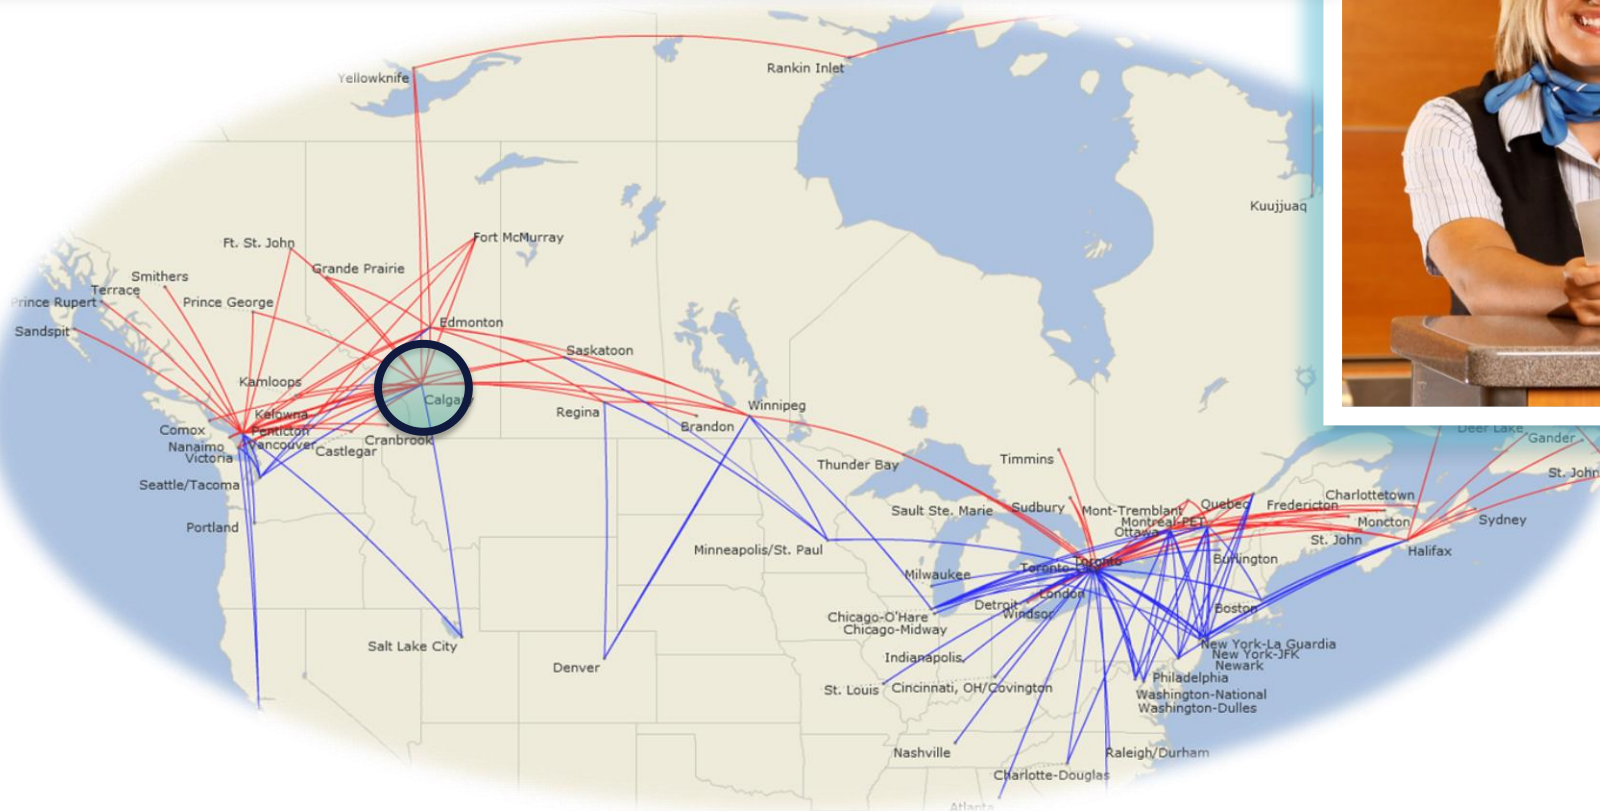 Yellowknife
Rankin Inlet
Kuujjuaq
Ft. St. John
Fort McMurray
Grande Prairie
Smithers
Terrace
Prince Rupert
Prince George
Sandspit
Edmonton
Saskatoon
Kamloops
Calga
Kelowna
Winnipeg
Regina
Brandon
Comox
Penticton
Cranbrook
Nanaimo
Vancouver
Castlegar
Victoria
Seattle/Tacoma
Portland
Thunder Bay
Timmins
Deer Lake
Gander
St. John
Sault Ste. Marie
Sudbury
Mont-Tremblant
Quebec
Fredericton
Charlottetown
Montreal-PET
Moncton
Sydney
Ottawa
St. John
Halifax
Minneapolis/St. Paul
Burlington
Toronto
Toronto-
Milwaukee
London
Detroit
Windsor
Boston
Chicago-O'Hare
Chicago-Midway
Salt Lake City
Denver
Indianapolis
New York-La Guardia
New York-JFK
Newark
St. Louis
Cincinnati, OH/Covington
Philadelphia
Washington-National
Washington-Dulles
Nashville
Raleigh/Durham
Charlotte-Douglas
Atlanta